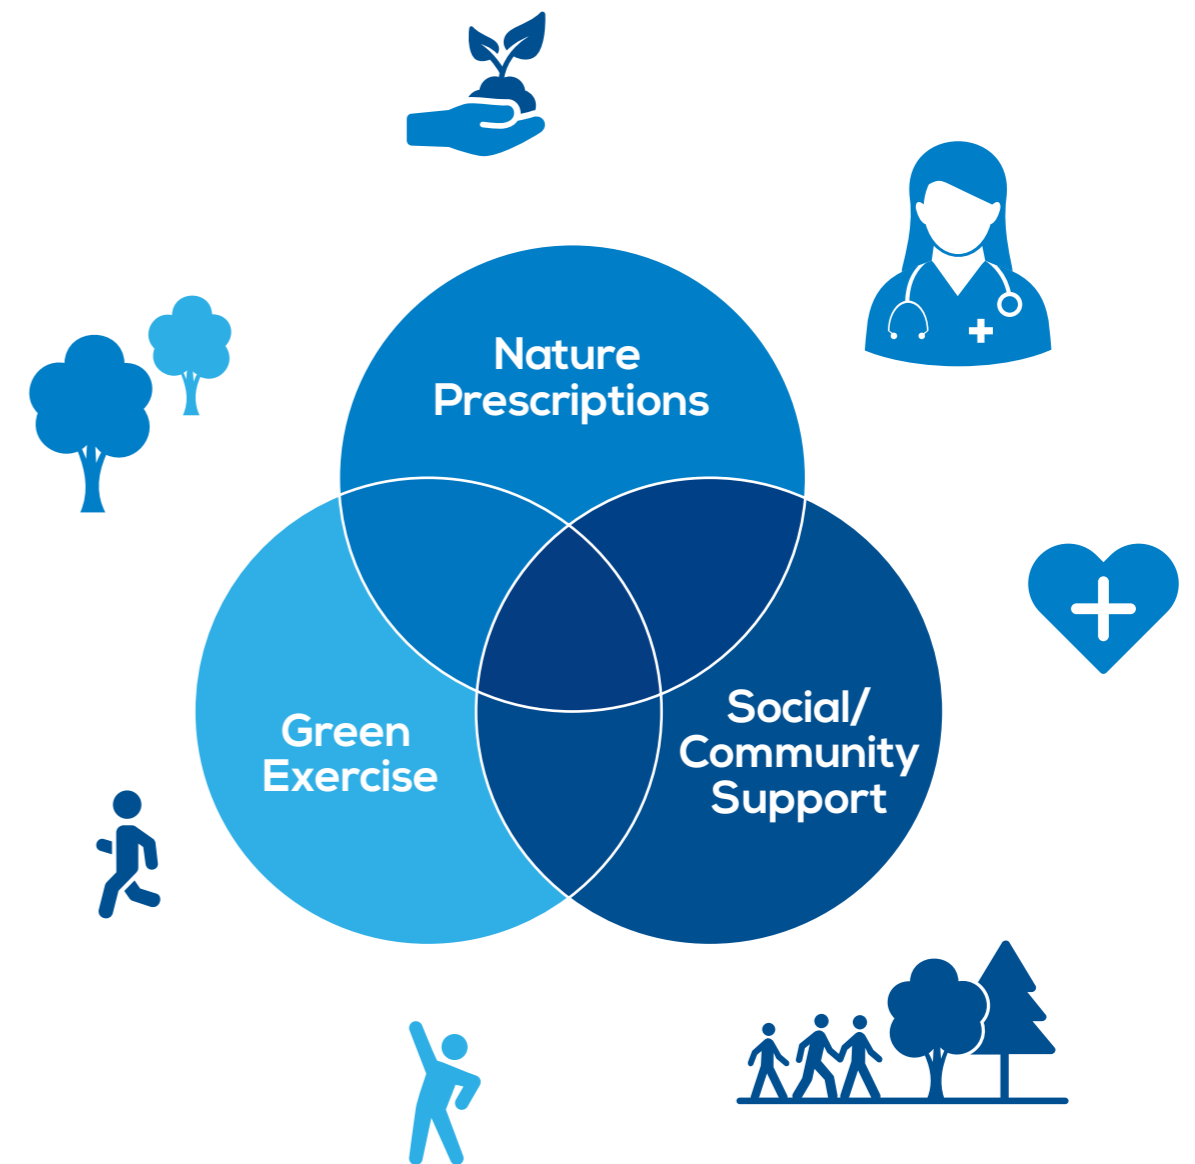 Nature
Prescriptions
Green
Exercise
Social/
Community
Support